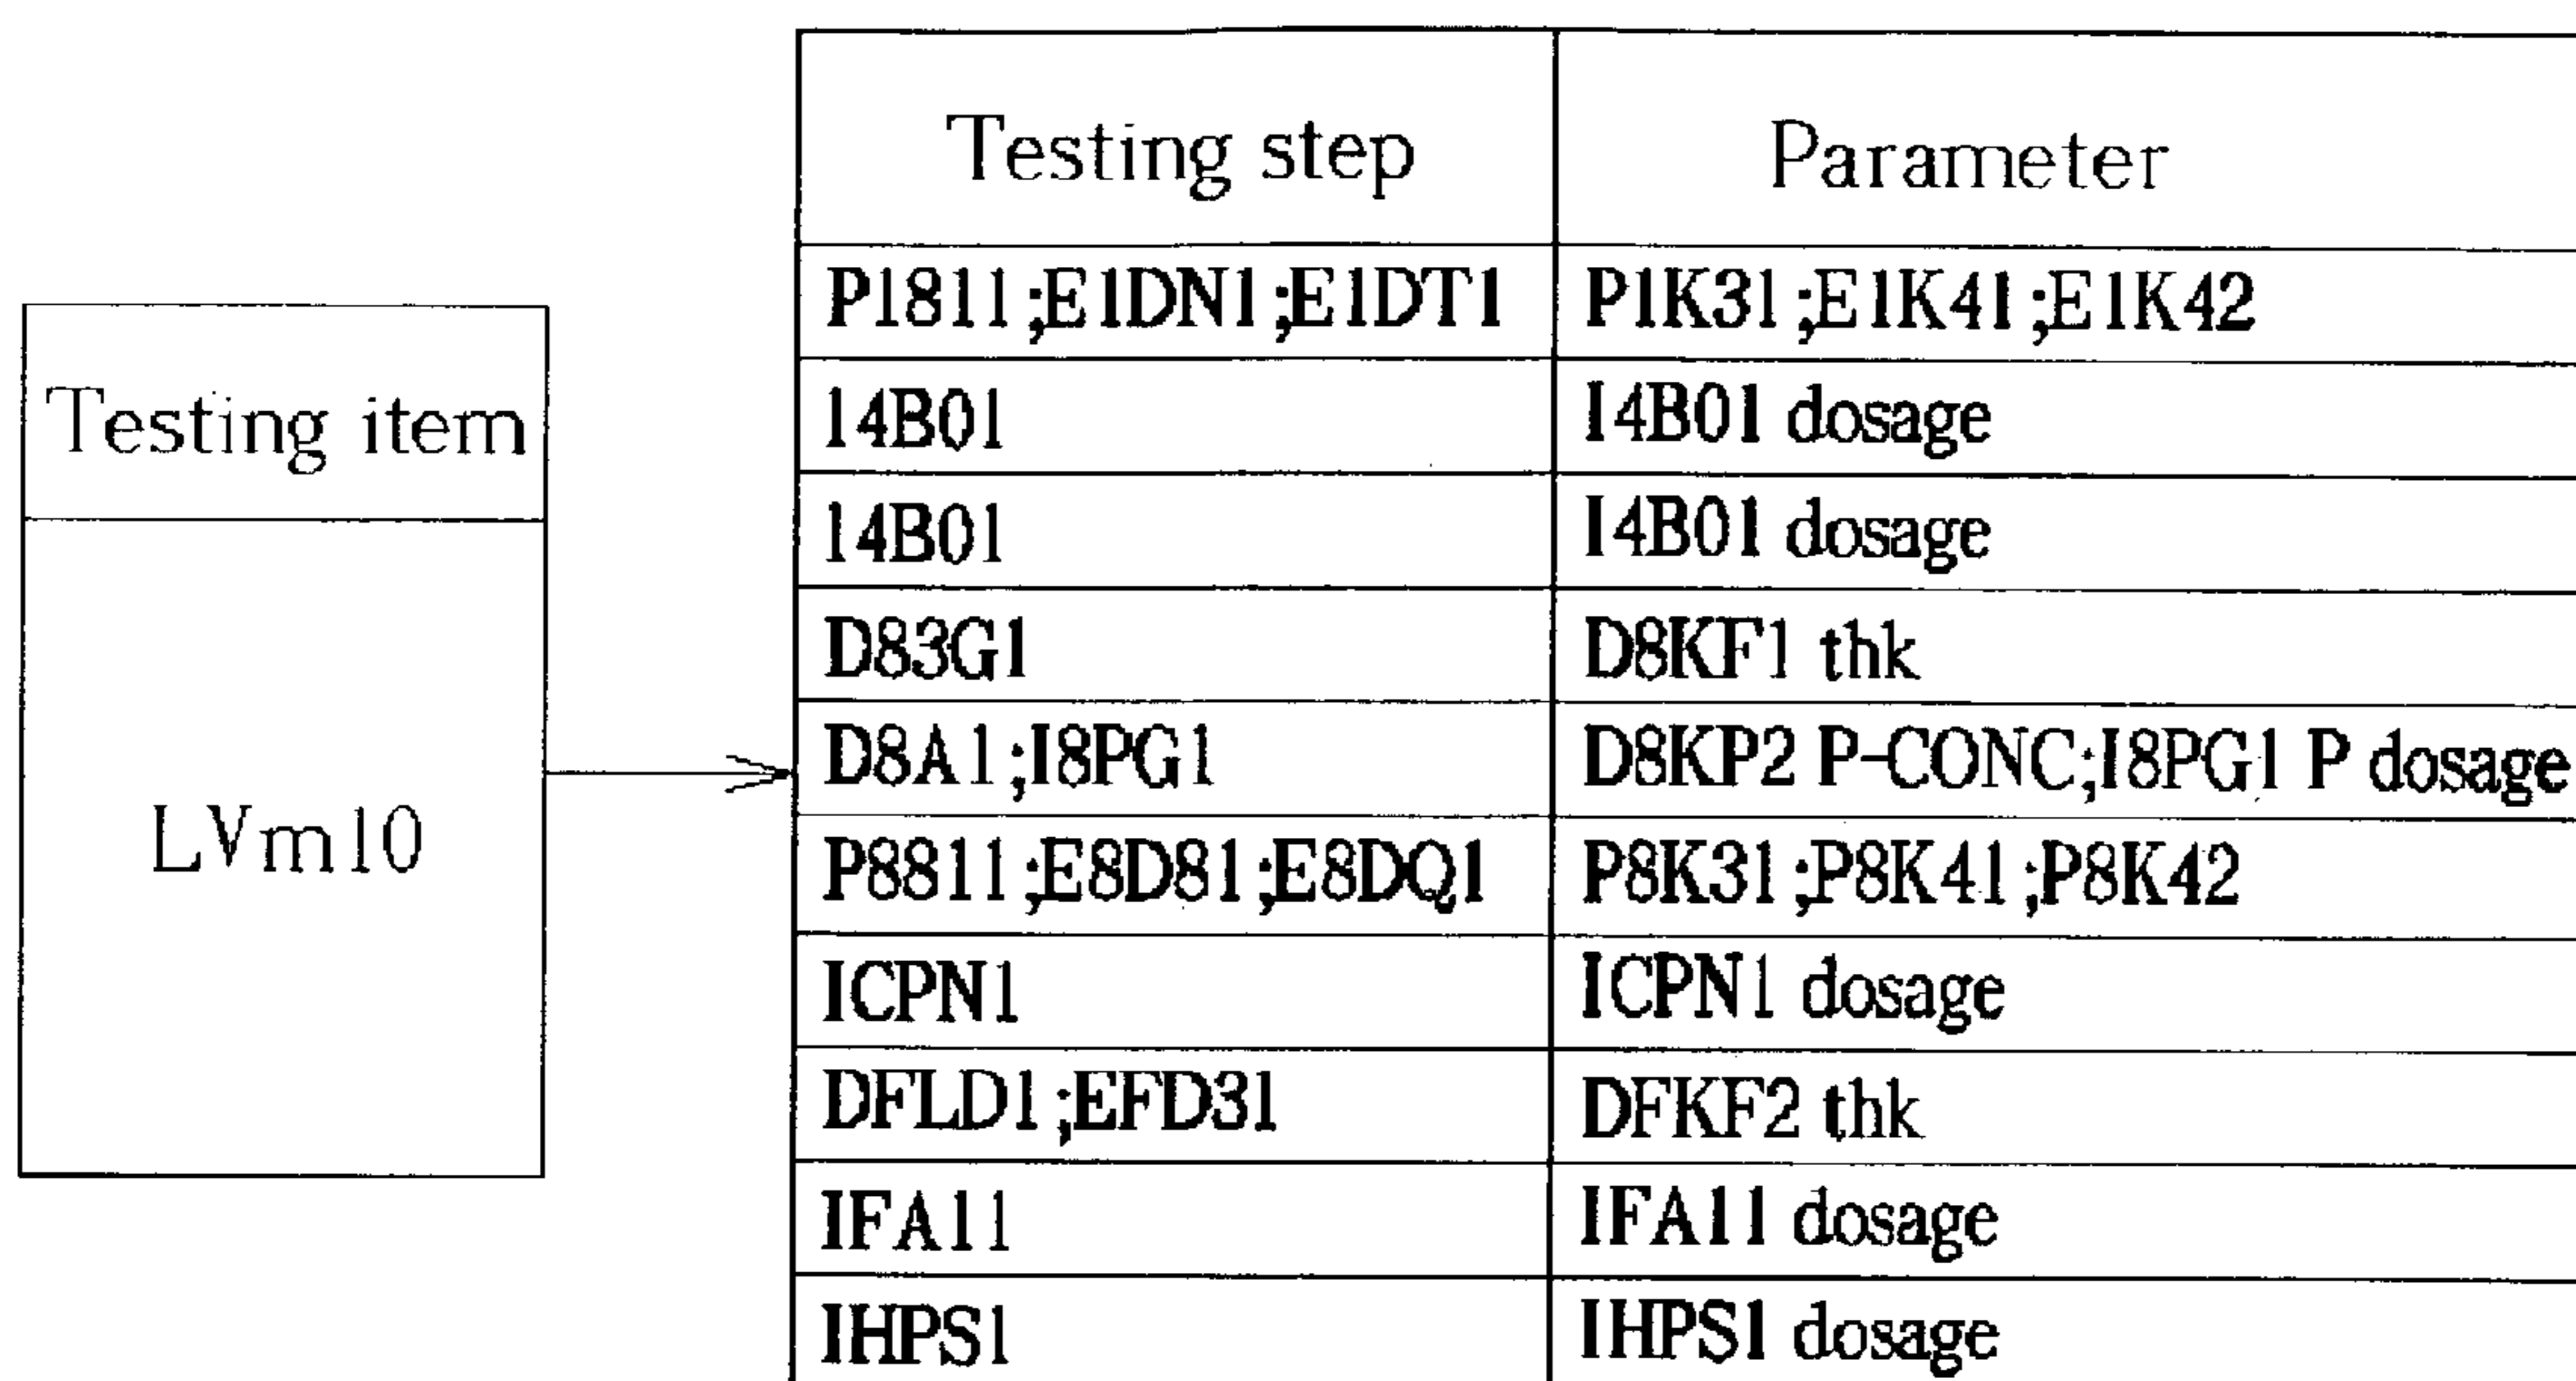 Testing step
Parameter
P1811;E1DN1;E1DT1
P1K31;E1K41;E1K42
14B01
I4B01 dosage
14B01
I4B01 dosage
D83G1
D8KF1 thk
D8A1;I8PG1
D8KP2 P-CONC;I8PG1 P dosage
P8811;E8D81;E8DQ1
P8K31;P8K41;P8K42
ICPN1
ICPN1 dosage
DFLD1;EFD31
DFKF2 thk
IFA11
IFA11 dosage
IHPS1
IHPS1 dosage
Testing item
LVm10